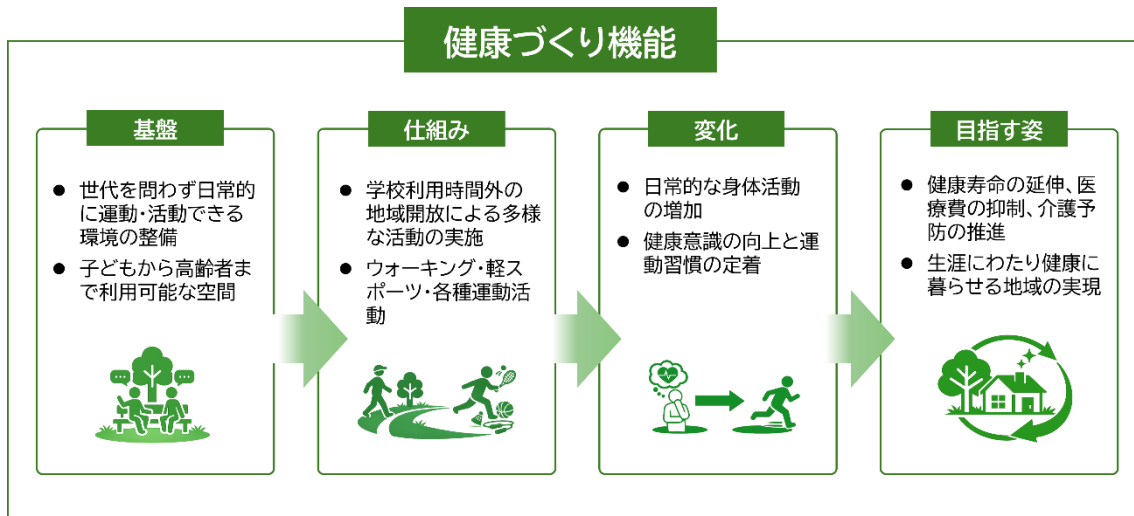 健康づくり機能
基盤
● 世代を問わず日常的
に運動・活動できる
環境の整備
● 子どもから高齢者ま
で利用可能な空間
仕組み
● 学校利用時間外の
地域開放による多様
な活動の実施
● ウォーキング・軽ス
ポーツ・各種運動活
動
変化
● 日常的な身体活動
の増加
● 健康意識の向上と運
動習慣の定着
目指す姿
● 健康寿命の延伸、医
療費の抑制、介護予
防の推進
● 生涯にわたり健康に
暮らせる地域の実現